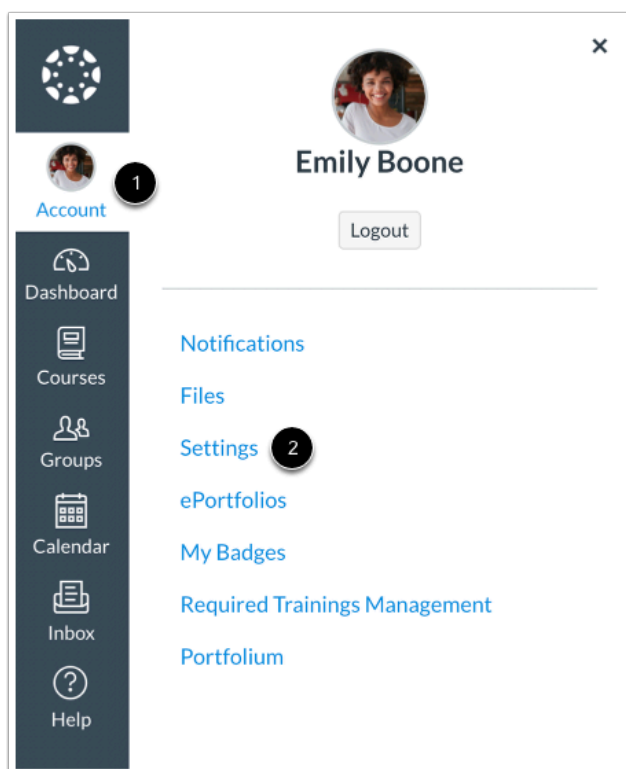 Emily Boone
Logout
1
Account
Dashboard
Courses
Groups
Calendar
Inbox
Help
Notifications
Files
Settings 2
ePortfolios
My Badges
Required Trainings Management
Portfolium